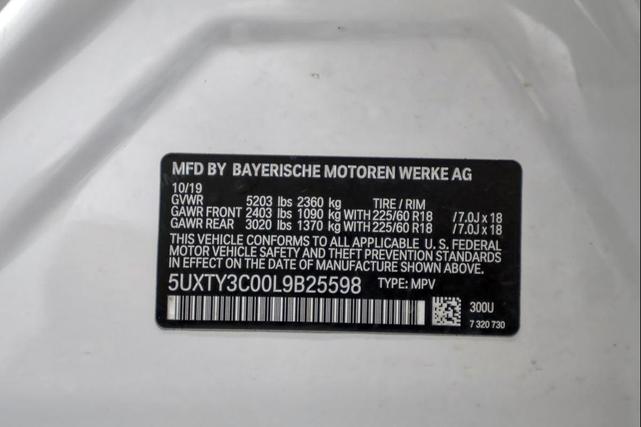 MFD BY BAYERISCHE MOTOREN WERKE AG
10/19
GVWR 5203 lbs 2360 kg TIRE / RIM
GAWR FRONT 2403 lbs 1090 kg WITH 225/60 R18 /7.0J x 18
GAWR REAR 3020 lbs 1370 kg WITH 225/60 R18 /7.0J x 18
THIS VEHICLE CONFORMS TO ALL APPLICABLE U. S. FEDERAL
MOTOR VEHICLE SAFETY AND THEFT PREVENTION STANDARDS
IN EFFECT ON THE DATE OF MANUFACTURE SHOWN ABOVE.
5UXTY3C00L9B25598 TYPE: MPV
300U
7 320 730